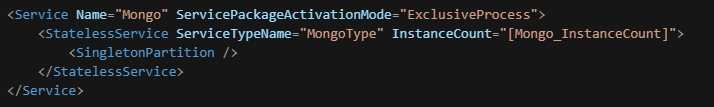 <Service Name="Mongo" ServicePackageActivationMode="ExclusiveProcess">
    <StatelessService ServiceTypeName="MongoType" InstanceCount="[Mongo_InstanceCount]">
        <SingletonPartition />
    </StatelessService>
</Service>